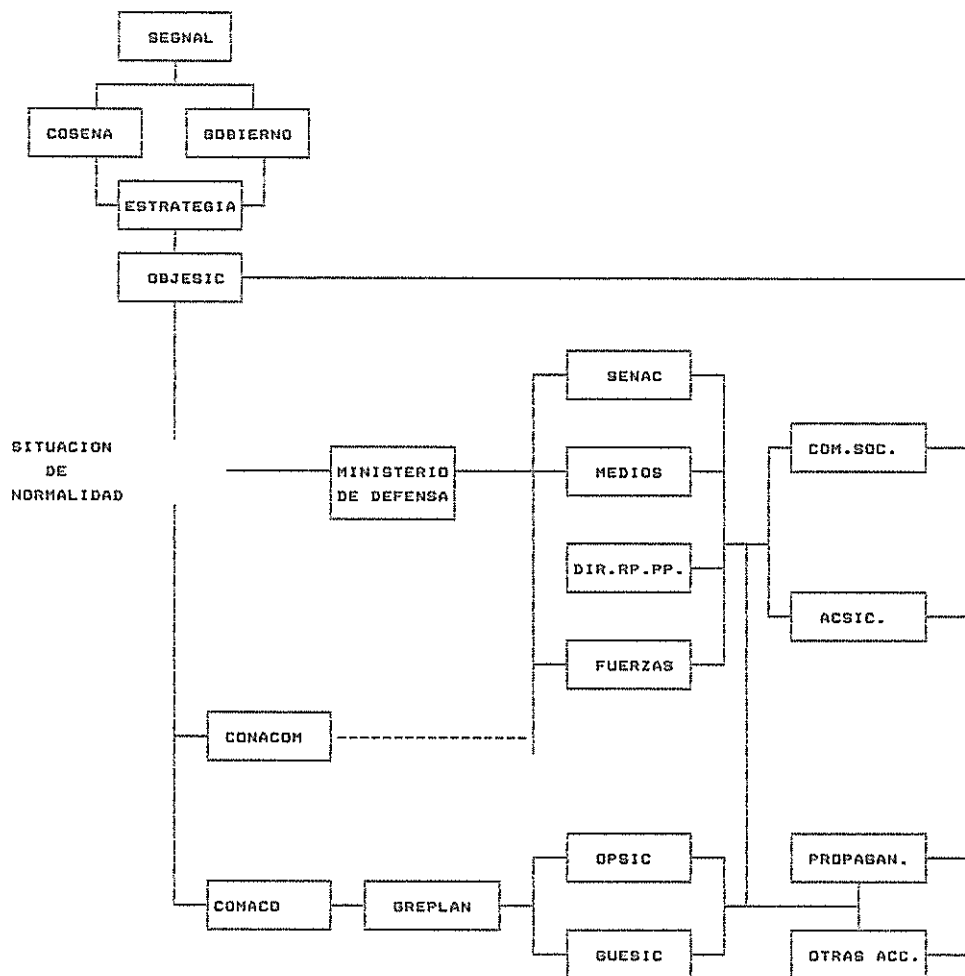 SEGNAL
COSENA
GOBIERNO
ESTRATEGIA
OBJESIC
SENAC
SITUACION
DE
NORMALIDAD
MINISTERIO
DE DEFENSA
MEDIOS
COM.SOC.
DIR.RP.PP.
ACSIC.
FUERZAS
CONACOM
OPSIC
PROPAGAN.
COMACO
GREPLAN
GUESIC
OTRAS ACC.